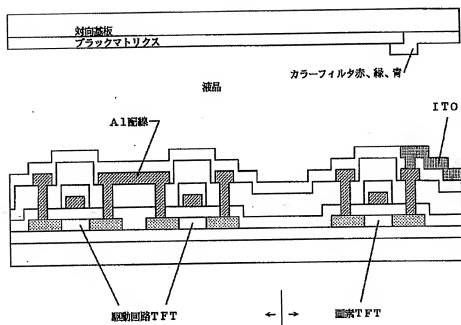 対向基板
ブラックマトリクス
カラーフィルタ赤、緑、青
液晶
ITO
Al配線
駆動回路TFT
画素TFT